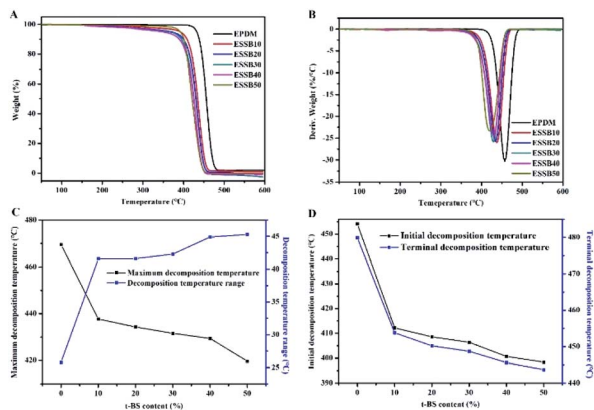 A
100
80
60
40
20
0
Weight (%)
100
200
300
400
500
600
Temeperature (°C)
EPDM
ESSB10
ESSB20
ESSB30
ESSB40
ESSB50
B
0
-5
-10
-15
-20
-25
-30
-35
Deriv. Weight (%/°C)
0
100
200
300
400
500
600
Temeperature (°C)
EPDM
ESSB10
ESSB20
ESSB30
ESSB40
ESSB50
C
480
460
440
420
Maximum decomposition temperature (°C)
45
40
35
30
25
Decomposition temperature range (°C)
0
10
20
30
40
50
t-BS content (%)
Maximum decomposition temperature
Decomposition temperature range
D
450
440
430
420
410
400
390
Initial decomposition temperature (°C)
480
470
460
450
440
Terminal decomposition temperature (°C)
0
10
20
30
40
50
t-BS content (%)
Initial decomposition temperature
Terminal decomposition temperature